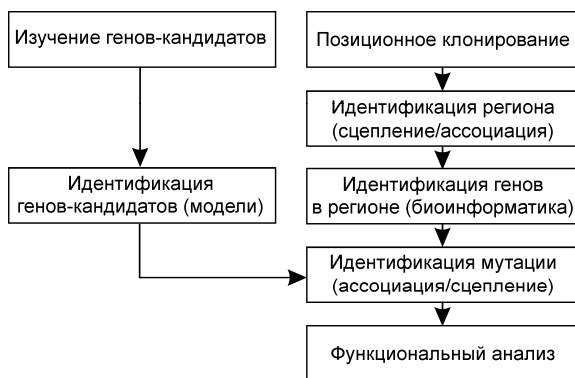 Изучение генов-кандидатов
Позиционное клонирование
Идентификация региона
(сцепление/ассоциация)
Идентификация
генов-кандидатов (модели)
Идентификация генов
в регионе (биоинформатика)
Идентификация мутации
(ассоциация/сцепление)
Функциональный анализ